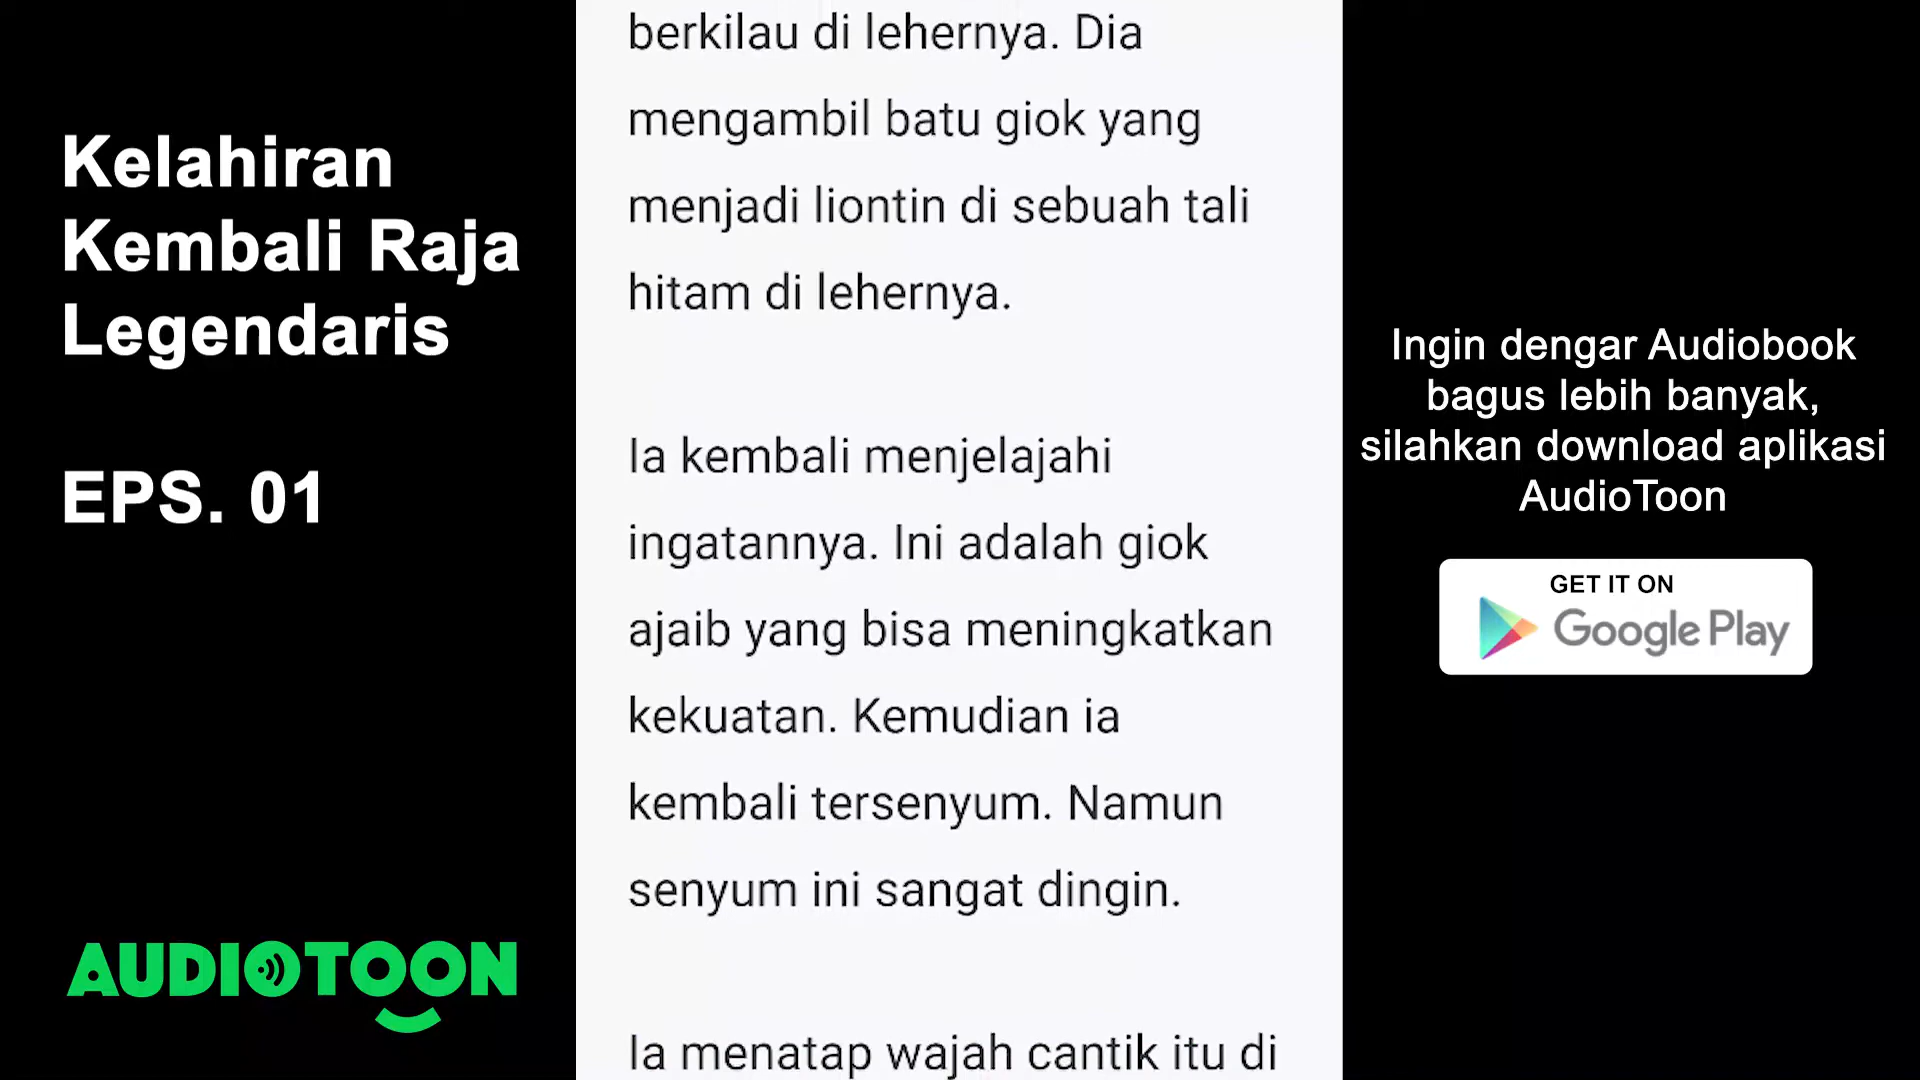 Kelahiran
Kembali Raja
Legendaris
EPS. 01
AUDIOTOON
berkilau di lehernya. Dia
mengambil batu giok yang
menjadi liontin di sebuah tali
hitam di lehernya.
Ia kembali menjelajahi
ingatannya. Ini adalah giok
ajaib yang bisa meningkatkan
kekuatan. Kemudian ia
kembali tersenyum. Namun
senyum ini sangat dingin.
Ia menatap wajah cantik itu di
Ingin dengar Audiobook
bagus lebih banyak,
silahkan download aplikasi
AudioToon
GET IT ON
Google Play